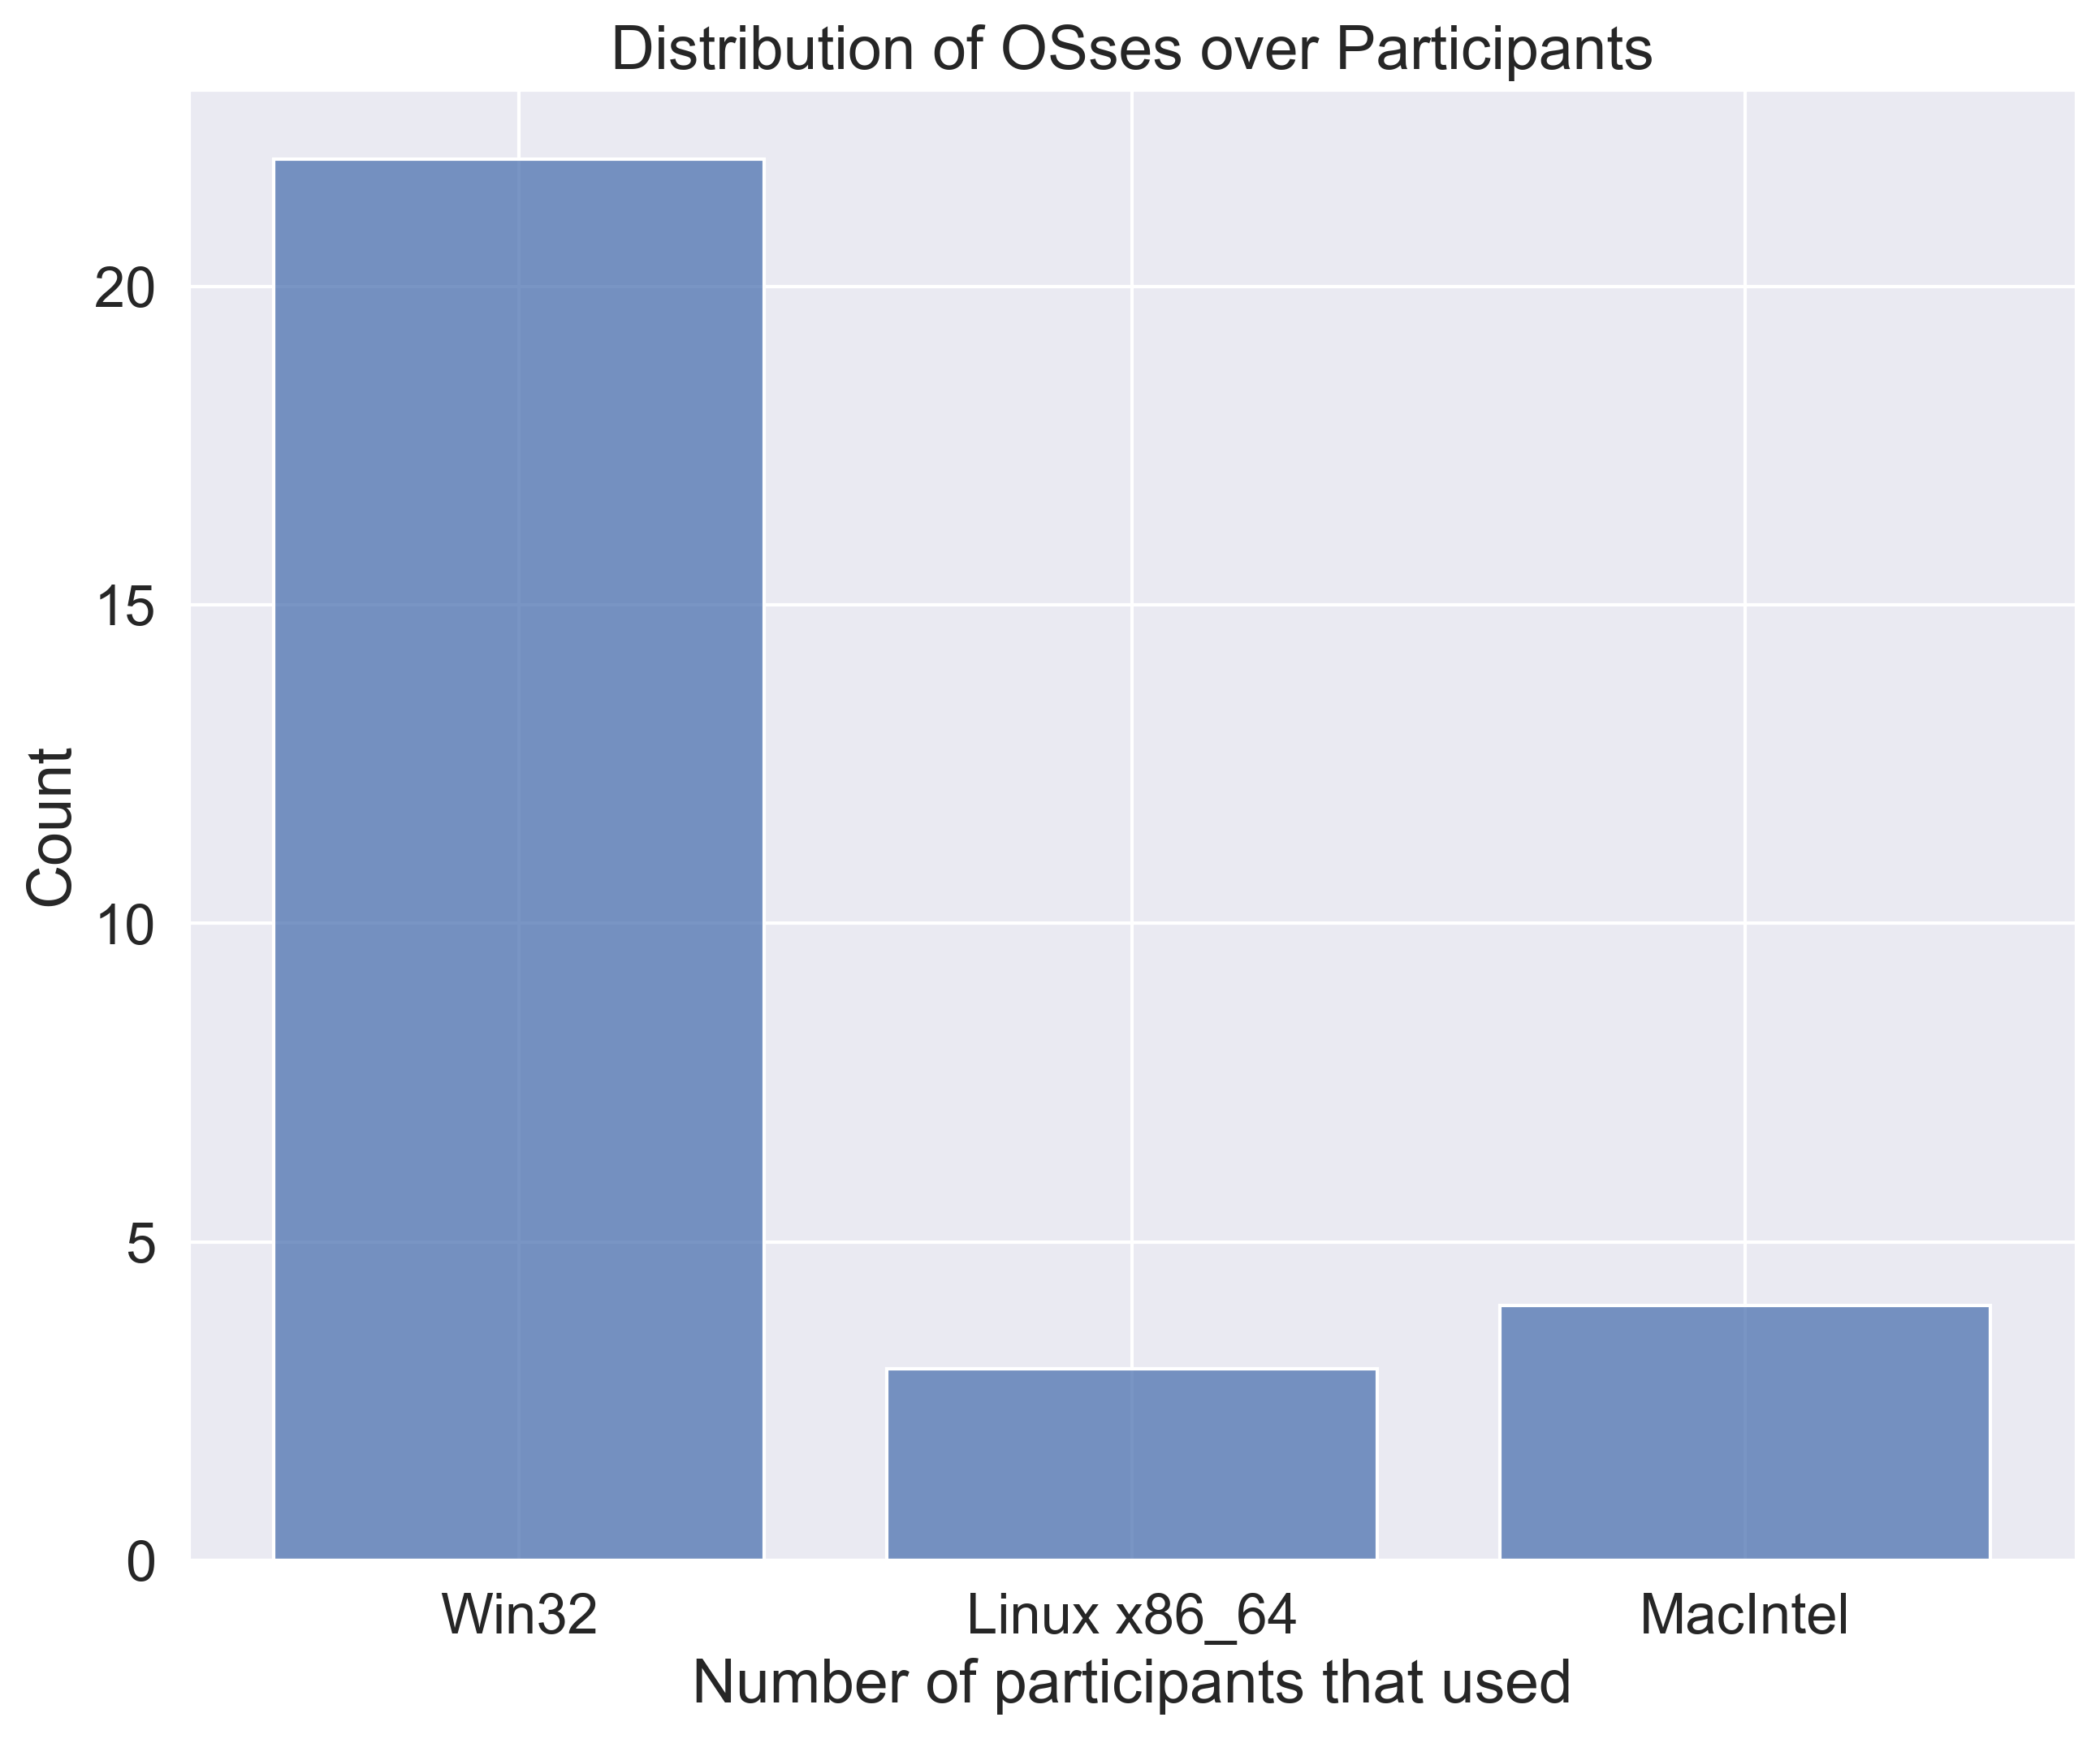 Distribution of OSses over Participants
20
15
10
5
0
Count
Win32
Linux x86_64
MacIntel
Number of participants that used